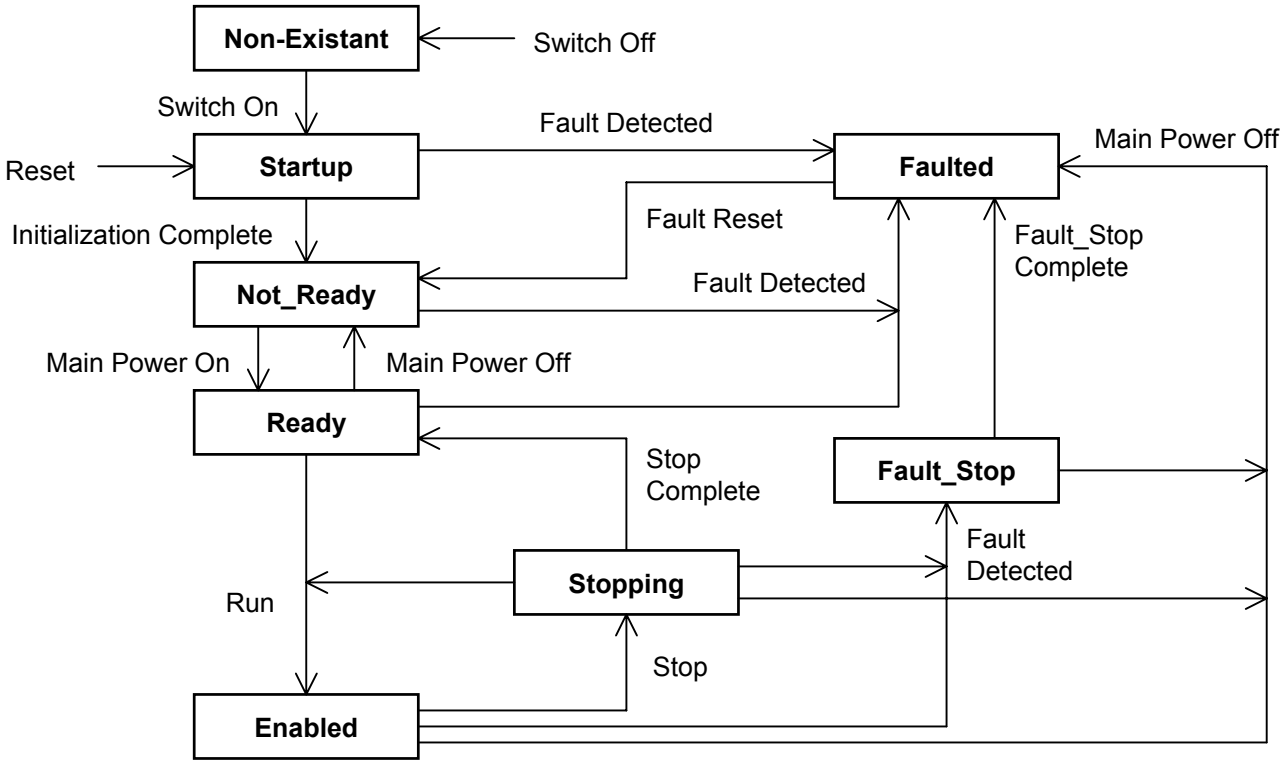 Non-Existant
Switch Off
Switch On
Fault Detected
Main Power Off
Reset
Startup
Faulted
Fault Reset
Fault_Stop
Complete
Initialization Complete
Not_Ready
Fault Detected
Main Power On
Main Power Off
Ready
Stop
Complete
Fault_Stop
Fault
Detected
Stopping
Run
Stop
Enabled